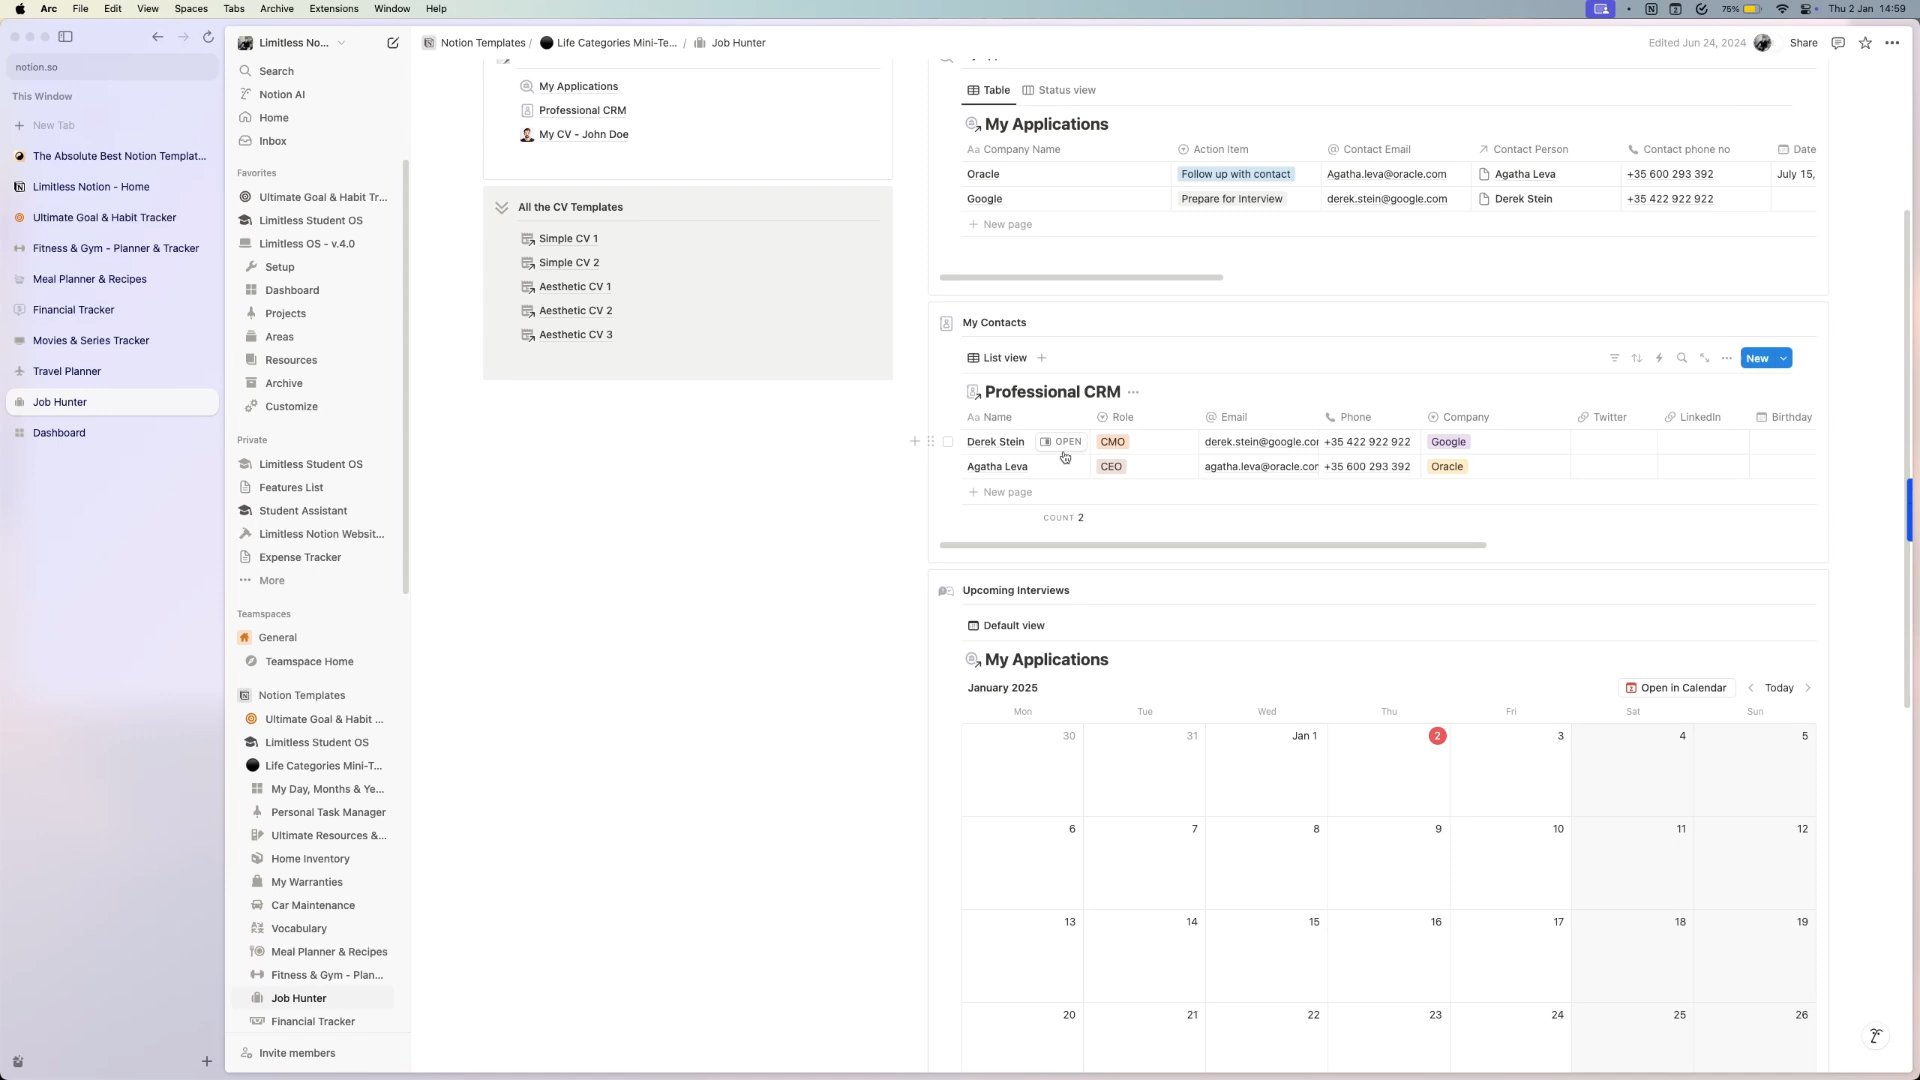 Arc File Edit View Spaces Tabs Archive Extensions Window Help
75% Thu 2 Jan 14:59
notion.so
This Window
New Tab
The Absolute Best Notion Templat...
Limitless Notion - Home
Ultimate Goal & Habit Tracker
Fitness & Gym - Planner & Tracker
Meal Planner & Recipes
Financial Tracker
Movies & Series Tracker
Travel Planner
Job Hunter
Dashboard
Limitless No...
Search
Notion AI
Home
Inbox
Favorites
Ultimate Goal & Habit Tr...
Limitless Student OS
Limitless OS - v.4.0
Setup
Dashboard
Projects
Areas
Resources
Archive
Customize
Private
Limitless Student OS
Features List
Student Assistant
Limitless Notion Websit...
Expense Tracker
More
Teamspaces
General
Teamspace Home
Notion Templates
Ultimate Goal & Habit ...
Limitless Student OS
Life Categories Mini-T...
My Day, Months & Ye...
Personal Task Manager
Ultimate Resources &...
Home Inventory
My Warranties
Car Maintenance
Vocabulary
Meal Planner & Recipes
Fitness & Gym - Plan...
Job Hunter
Financial Tracker
Invite members
Notion Templates / Life Categories Mini-Te... / Job Hunter
Edited Jun 24, 2024 Share
My Applications
Professional CRM
My CV - John Doe
All the CV Templates
Simple CV 1
Simple CV 2
Aesthetic CV 1
Aesthetic CV 2
Aesthetic CV 3
Table Status view
My Applications
Aa Company Name Action Item Contact Email Contact Person Contact phone no Date
Oracle Follow up with contact Agatha.leva@oracle.com Agatha Leva +35 600 293 392 July 15,
Google Prepare for Interview derek.stein@google.com Derek Stein +35 422 922 922
New page
My Contacts
List view New
Professional CRM
Aa Name Role Email Phone Company Twitter LinkedIn Birthday
Derek Stein OPEN CMO derek.stein@google.cor +35 422 922 922 Google
Agatha Leva CEO agatha.leva@oracle.cor +35 600 293 392 Oracle
New page
COUNT 2
Upcoming Interviews
Default view
My Applications
January 2025 Open in Calendar Today
Mon Tue Wed Thu Fri Sat Sun
30 31 Jan 1 2 3 4 5
6 7 8 9 10 11 12
13 14 15 16 17 18 19
20 21 22 23 24 25 26